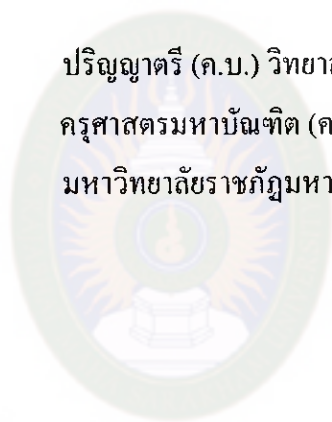 ปริญญาตรี (ค.บ.) วิทยา
ครุศาสตรมหาบัณฑิต (ค
มหาวิทยาลัยราชภัฏมหา